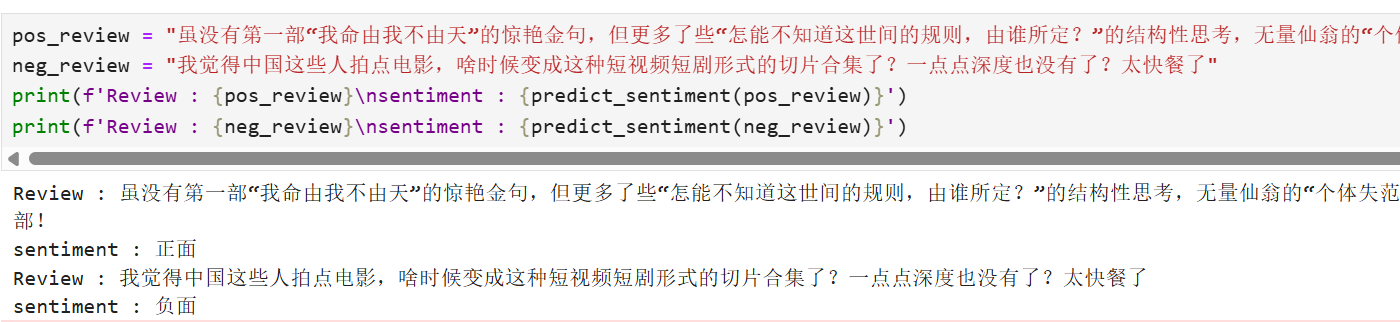 pos_review = "虽没有第一部“我命由我不由天”的惊艳金句，但更多了些“怎能不知道这世间的规则，由谁所定？”的结构性思考，无量仙翁的“个
neg_review = "我觉得中国这些人拍点电影，啥时候变成这种短视频短剧形式的切片合集了？一点点深度也没有了？太快餐了"
print(f'Review : {pos_review}\nsentiment : {predict_sentiment(pos_review)}')
print(f'Review : {neg_review}\nsentiment : {predict_sentiment(neg_review)}')
Review : 虽没有第一部“我命由我不由天”的惊艳金句，但更多了些“怎能不知道这世间的规则，由谁所定？”的结构性思考，无量仙翁的“个体失范
部！
sentiment : 正面
Review : 我觉得中国这些人拍点电影，啥时候变成这种短视频短剧形式的切片合集了？一点点深度也没有了？太快餐了
sentiment : 负面